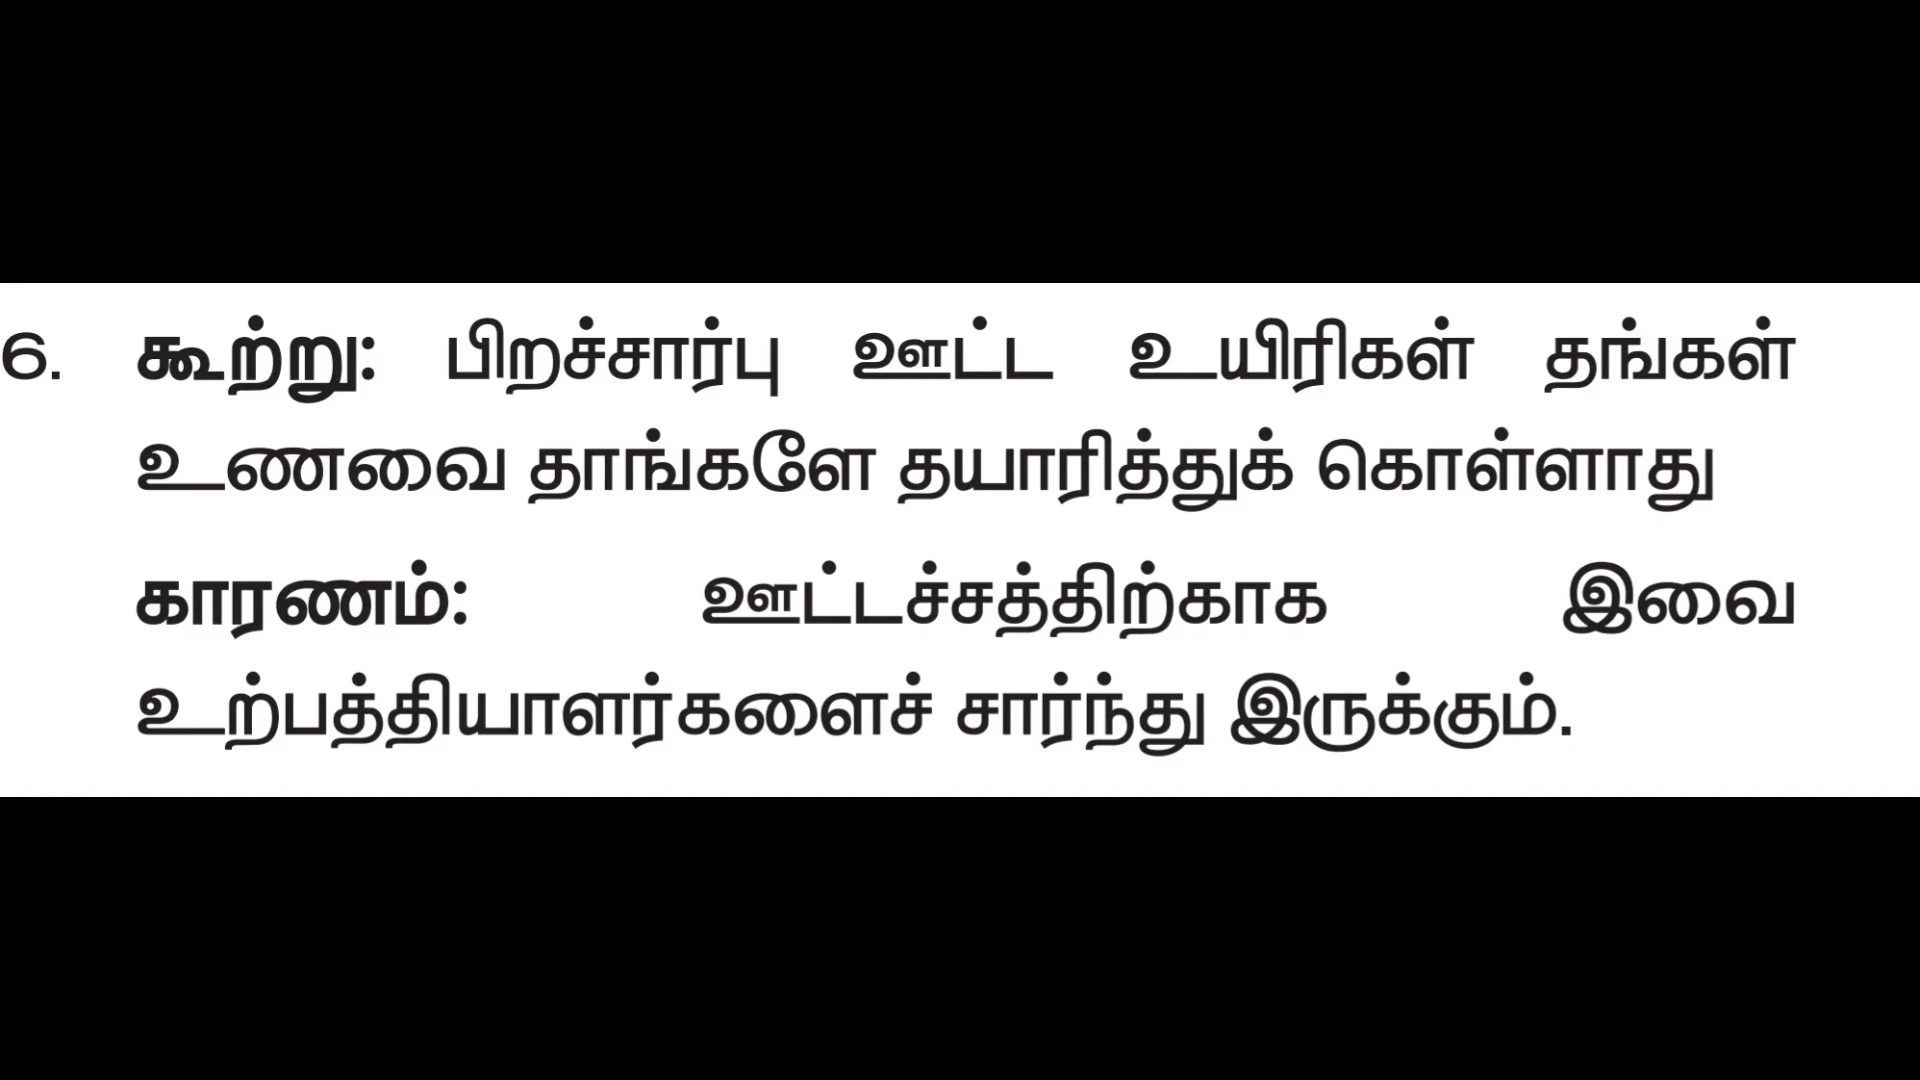 6. கூற்று: பிறச்சார்பு ஊட்ட உயிரிகள் தங்கள்
உணவை தாங்களே தயாரித்துக் கொள்ளாது
காரணம்: ஊட்டச்சத்திற்காக இவை
உற்பத்தியாளர்களைச் சார்ந்து இருக்கும்.